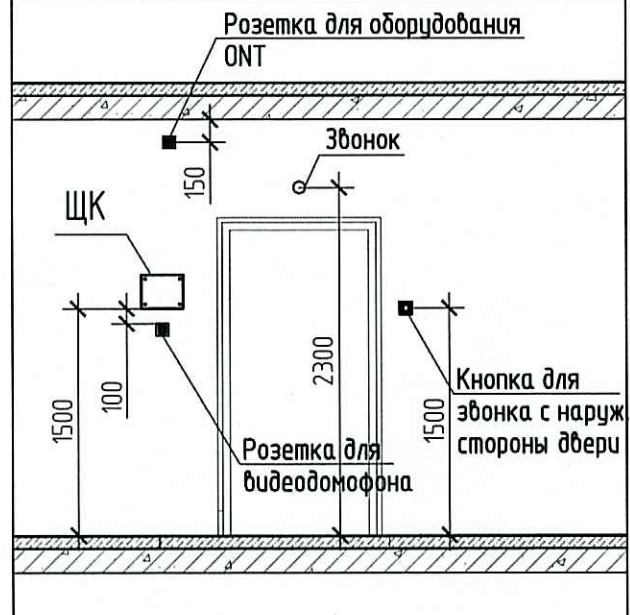 Розетка для оборудования
ONT
Звонок
150
ЩК
2300
1500
100
1500
Кнопка для
звонка с наруж
стороны двери
Розетка для
видеодомофона